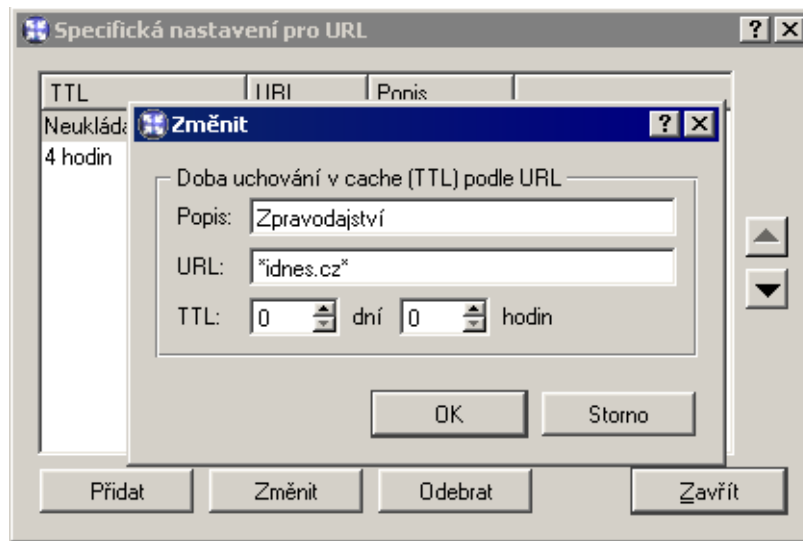 Specifická nastavení pro URL
TTL URL Popis
Neukládá
4 hodin
Změnit
Doba uchování v cache (TTL) podle URL
Popis: Zpravodajství
URL: *idnes.cz*
TTL: 0 dní 0 hodin
OK Storno
Přidat Změnit Odebrat Zavřít